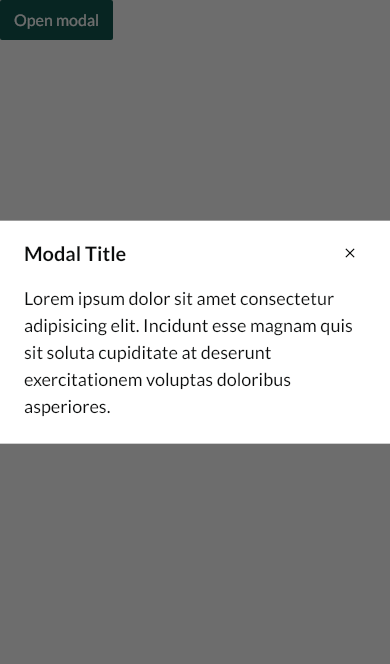 Open modal
Modal Title
Lorem ipsum dolor sit amet consectetur
adipisicing elit. Incidunt esse magnam quis
sit soluta cupiditate at deserunt
exercitationem voluptas doloribus
asperiores.